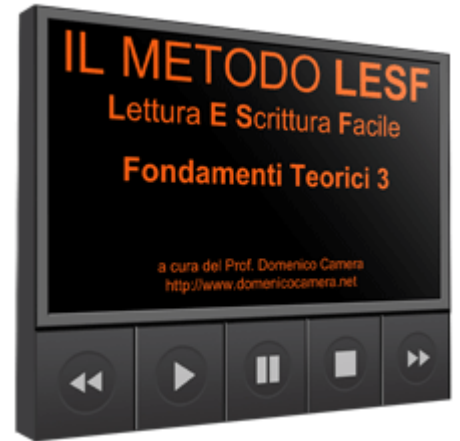 IL METODO LESF
Lettura E Scrittura Facile
Fondamenti Teorici 3
a cura del Prof. Domenico Camera
http://www.domenicocamera.net